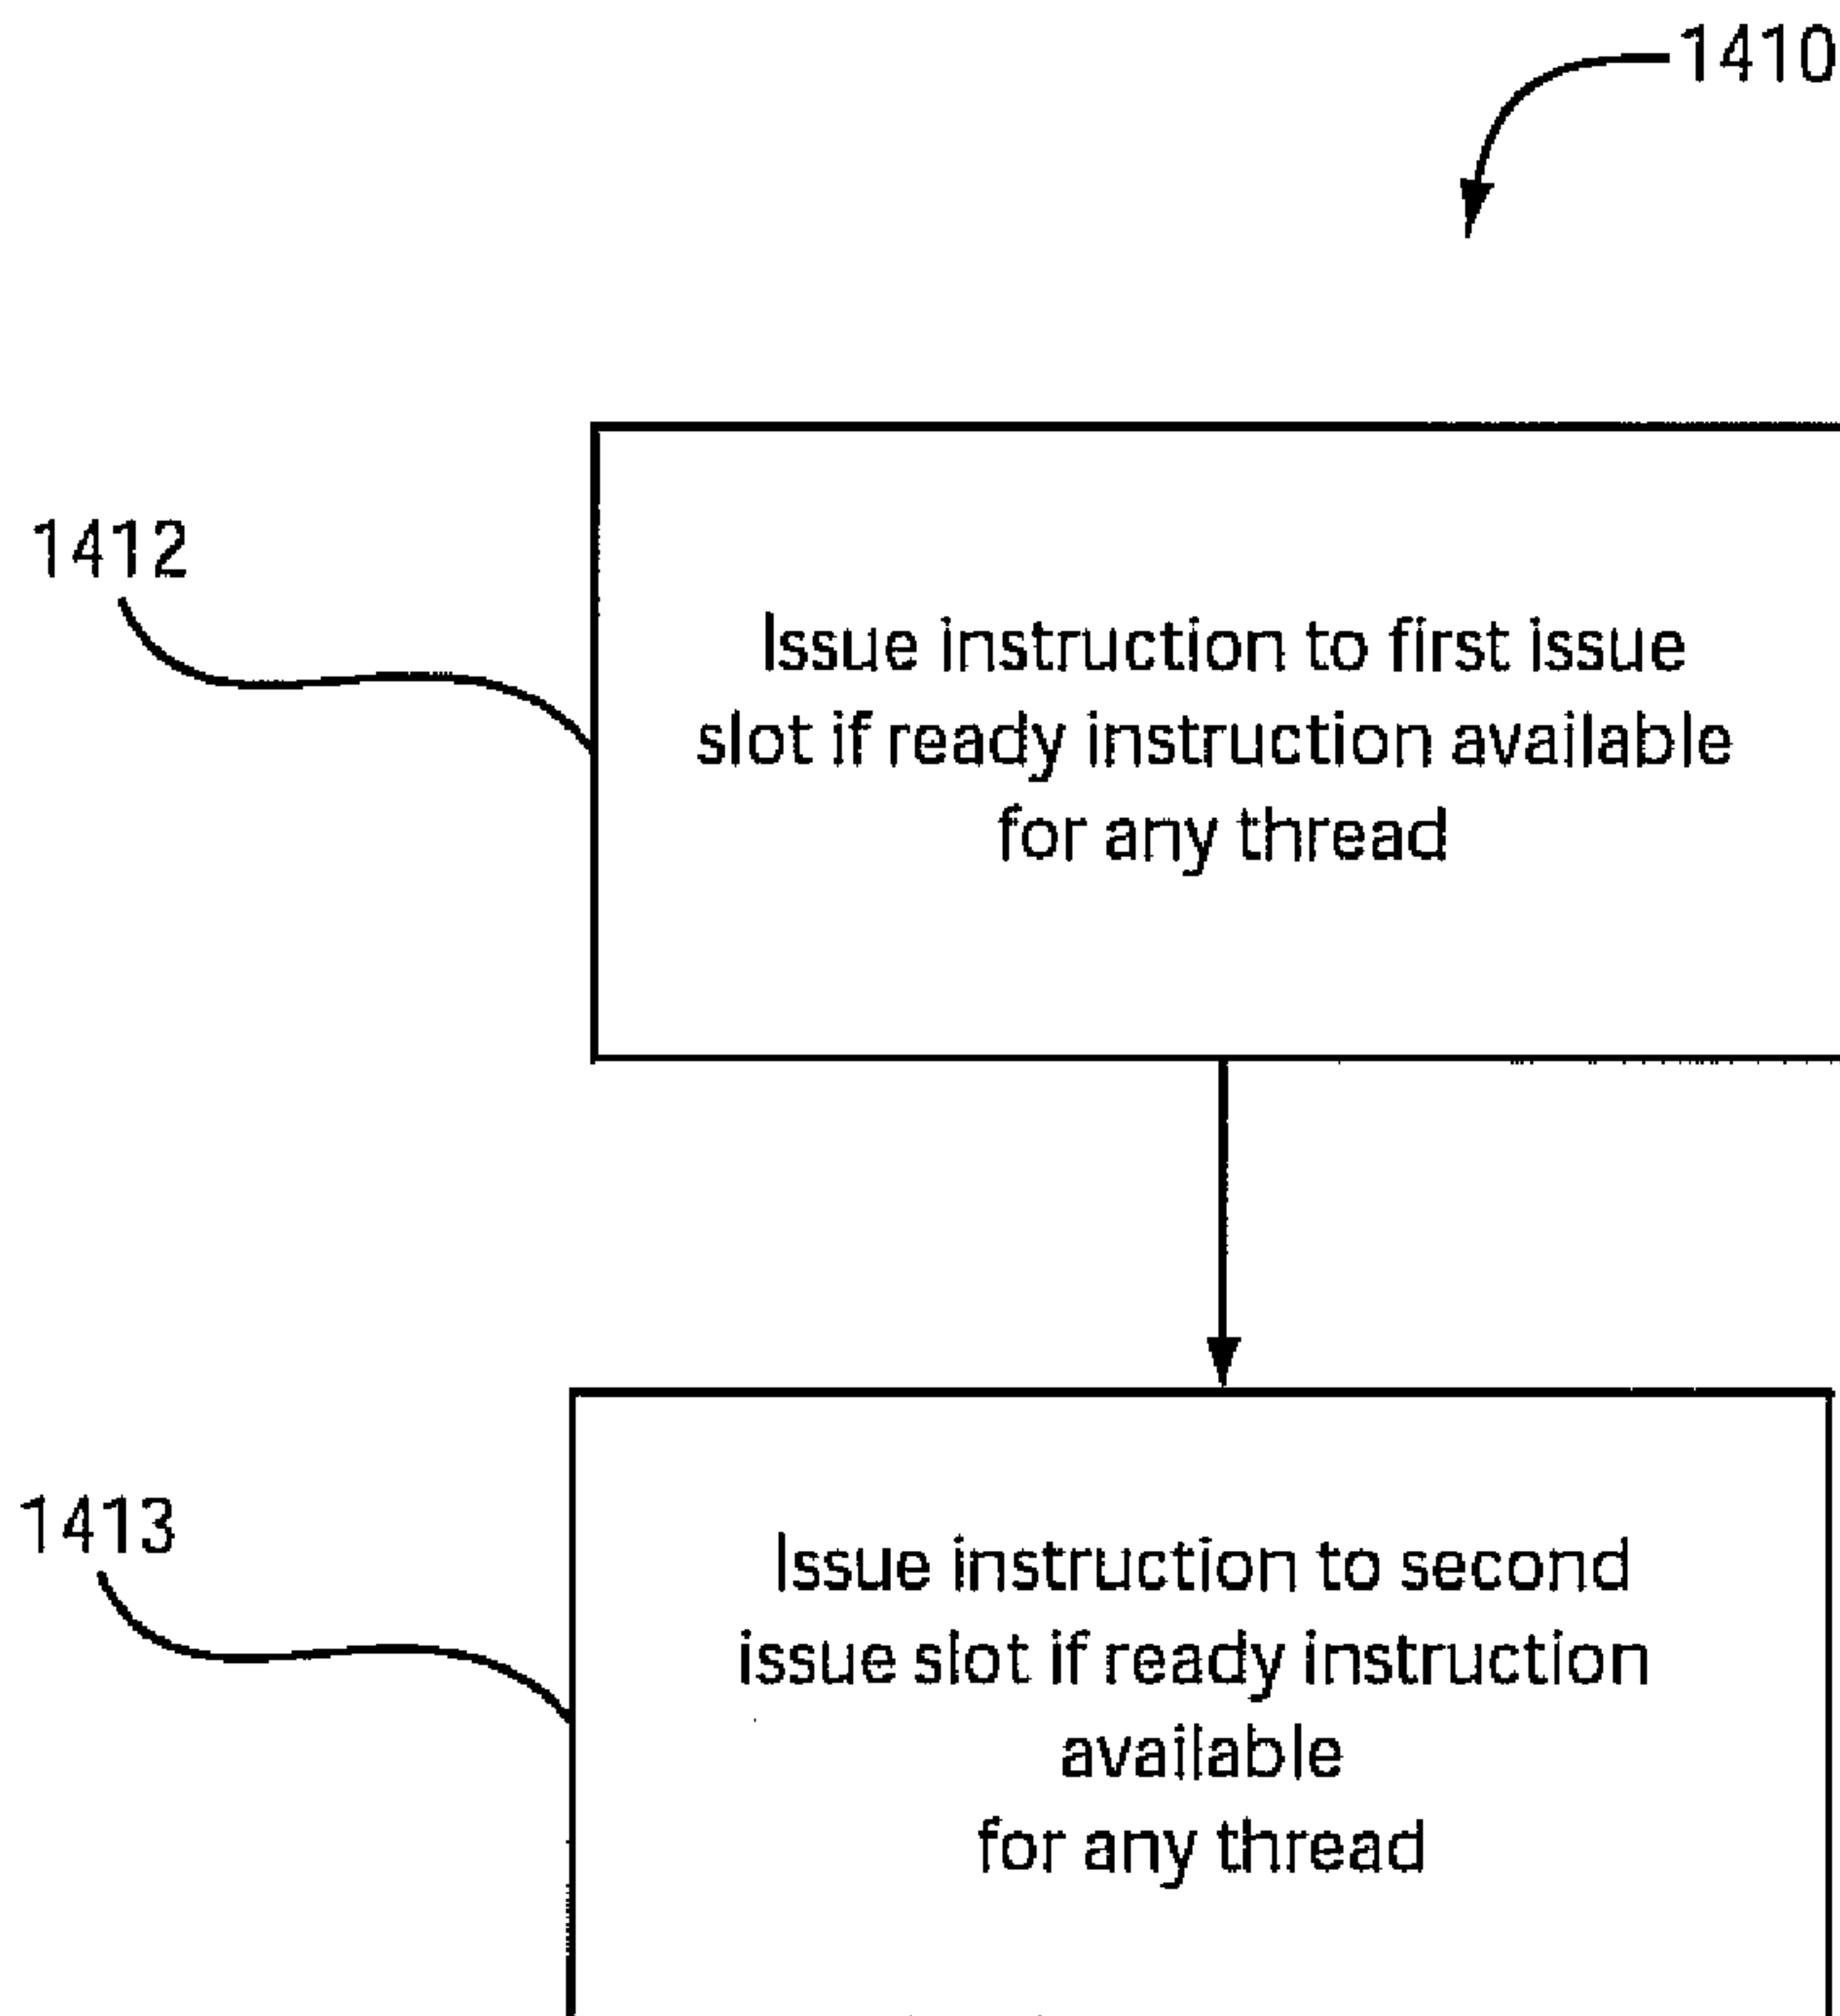 1410
1412
Issue instruction to first issue
slot if ready instruction available
for any thread
1413
Issue instruction to second
issue slot if ready instruction
available
for any thread